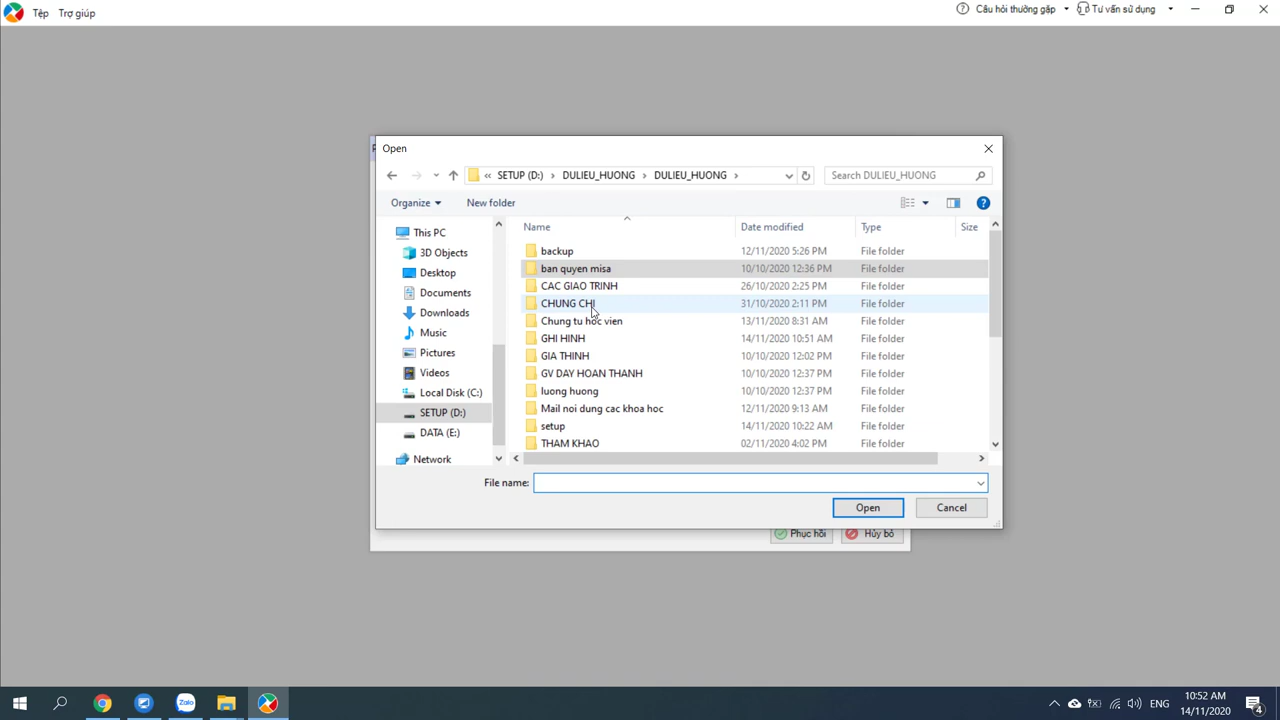 Tệp Trợ giúp Câu hỏi thường gặp Tư vấn sử dụng
Open
« SETUP (D:) › DULIEU_HUONG › DULIEU_HUONG › Search DULIEU_HUONG
Organize New folder
This PC
3D Objects
Desktop
Documents
Downloads
Music
Pictures
Videos
Local Disk (C:)
SETUP (D:)
DATA (E:)
Network
Name Date modified Type Size
backup 12/11/2020 5:26 PM File folder
ban quyen misa 10/10/2020 12:36 PM File folder
CAC GIAO TRINH 26/10/2020 2:25 PM File folder
CHUNG CHI 31/10/2020 2:11 PM File folder
Chung tu hoc vien 13/11/2020 8:31 AM File folder
GHI HINH 14/11/2020 10:51 AM File folder
GIA THINH 10/10/2020 12:02 PM File folder
GV DAY HOAN THANH 10/10/2020 12:37 PM File folder
luong huong 10/10/2020 12:37 PM File folder
Mail noi dung cac khoa hoc 12/11/2020 9:13 AM File folder
setup 14/11/2020 10:22 AM File folder
THAM KHAO 02/11/2020 4:02 PM File folder
File name:
Open Cancel
Phục hồi Hủy bỏ
Zalo
ENG
10:52 AM
14/11/2020
4